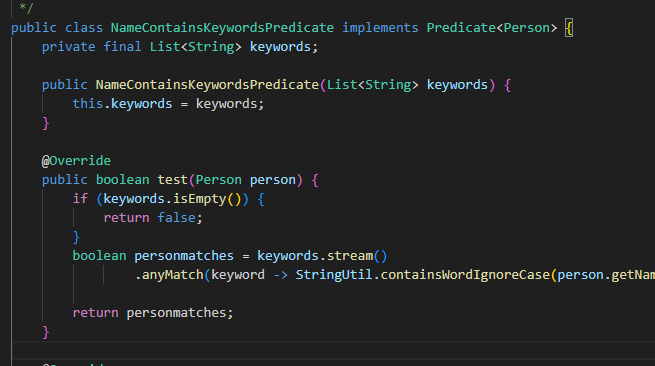 */
public class NameContainsKeywordsPredicate implements Predicate<Person> {
private final List<String> keywords;
public NameContainsKeywordsPredicate(List<String> keywords) {
this.keywords = keywords;
}
@Override
public boolean test(Person person) {
if (keywords.isEmpty()) {
return false;
}
boolean personmatches = keywords.stream()
.anyMatch(keyword -> StringUtil.containsWordIgnoreCase(person.getNam
return personmatches;
}